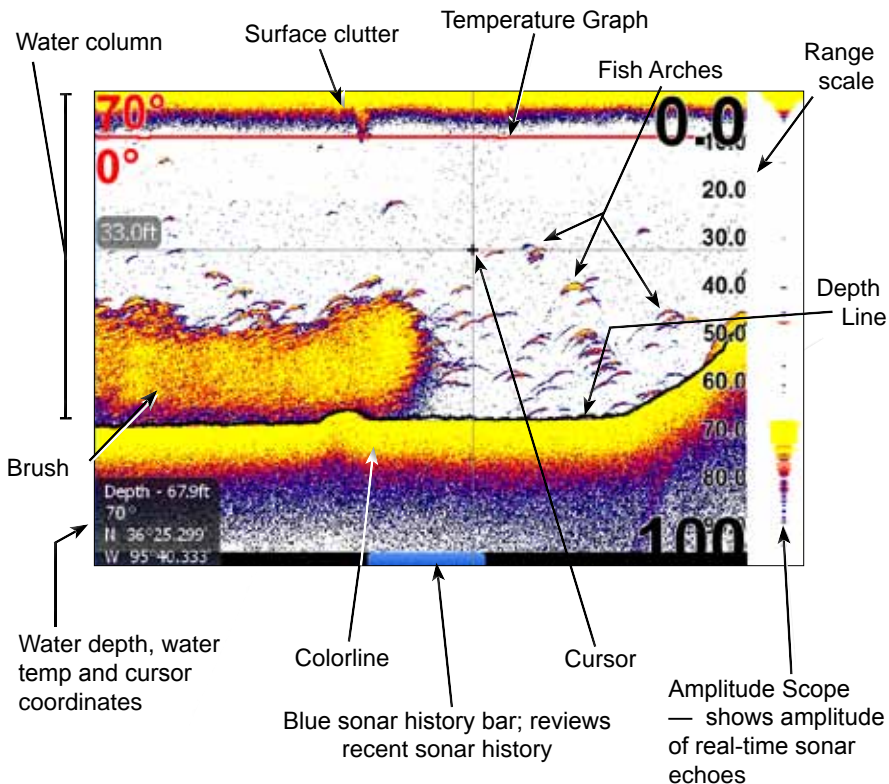 Water column
Surface clutter
Temperature Graph
Fish Arches
Range
scale
70°
0°
0.0
10.0
20.0
33.0ft
30.0
40.0
Depth
Line
50.0
60.0
70.0
80.0
Brush
Depth - 67.9ft
70°
N 36°25.299'
W 95°40.333'
100
Water depth, water
temp and cursor
coordinates
Colorline
Cursor
Blue sonar history bar; reviews
recent sonar history
Amplitude Scope
— shows amplitude
of real-time sonar
echoes